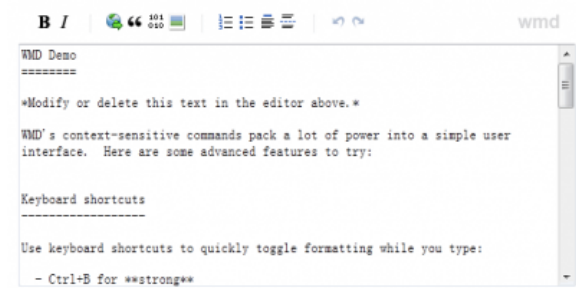 B I “ 101 010 wmd
WMD Demo
========
*Modify or delete this text in the editor above.*
WMD's context-sensitive commands pack a lot of power into a simple user
interface.  Here are some advanced features to try:
Keyboard shortcuts
------------------
Use keyboard shortcuts to quickly toggle formatting while you type:
- Ctrl+B for **strong**